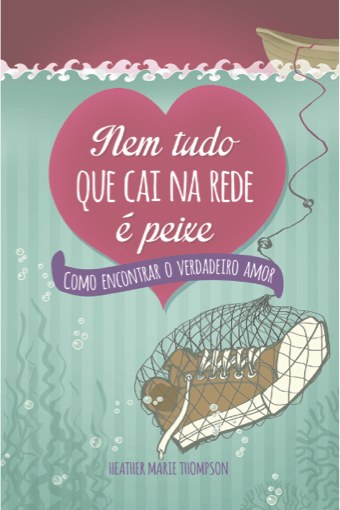 Nem tudo
QUE CAI NA REDE
é peixe
COMO ENCONTRAR O VERDADEIRO AMOR
HEATHER MARIE THOMPSON